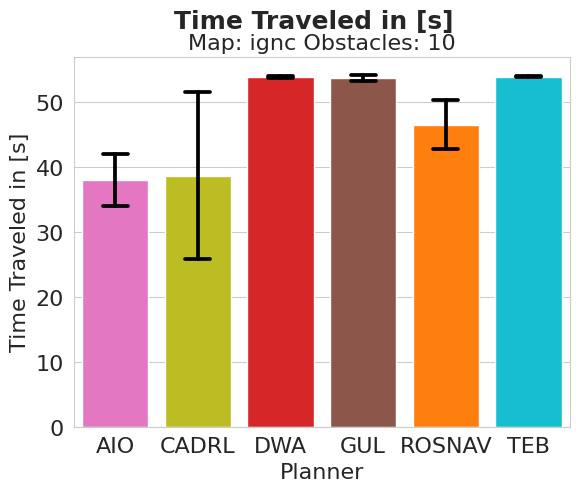 Time Traveled in [s]
Map: ignc Obstacles: 10
Time Traveled in [s]
50
40
30
20
10
0
AIO CADRL DWA GUL ROSNAV TEB
Planner